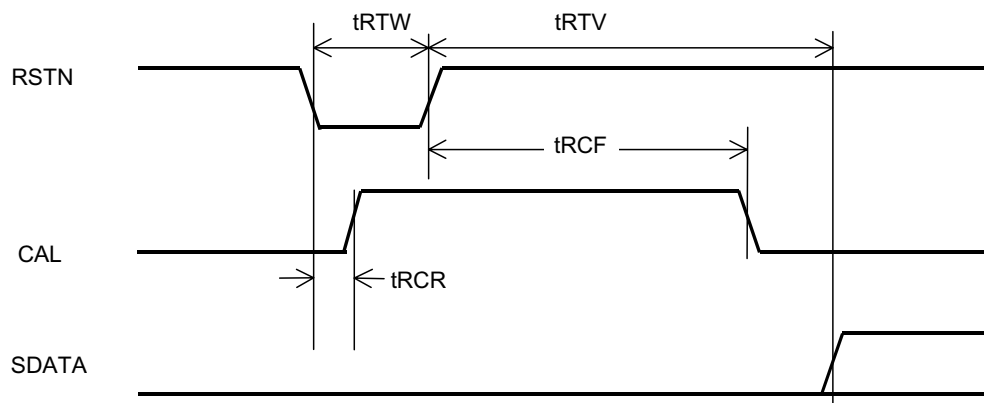 tRTW
tRTV
RSTN
tRCF
CAL
tRCR
SDATA